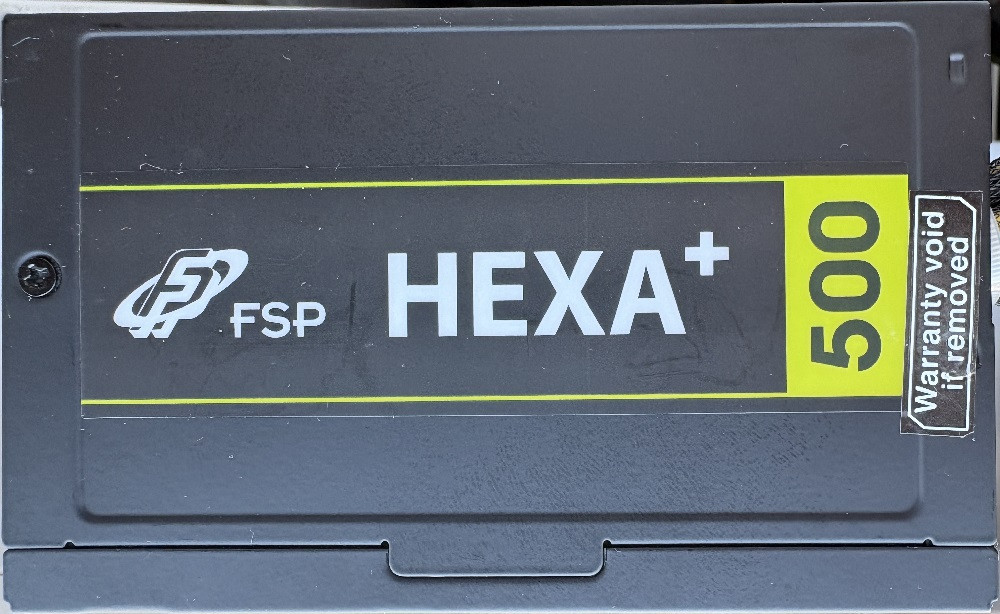 FSP
HEXA+
500
Warranty void
if removed